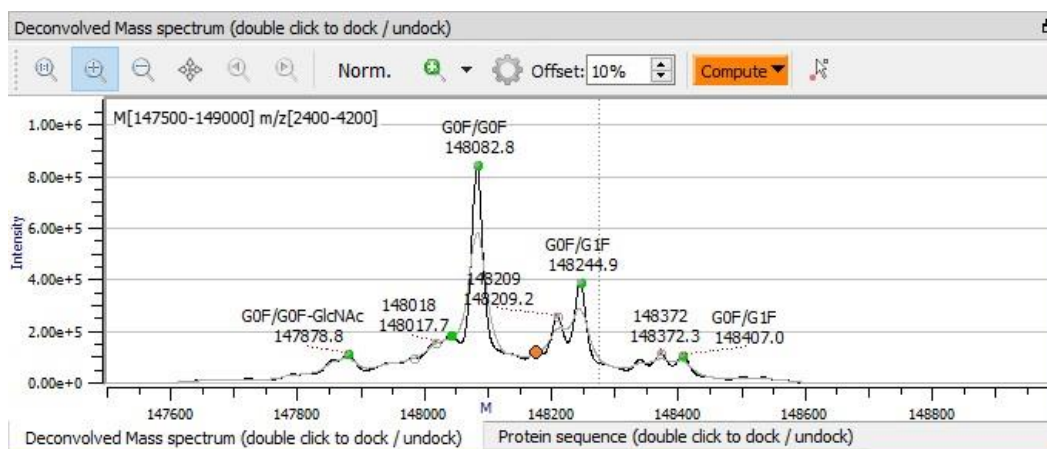 Deconvolved Mass spectrum (double click to dock / undock)
Norm. Offset: 10% Compute
M[147500-149000] m/z[2400-4200]
1.00e+6
8.00e+5
6.00e+5
4.00e+5
2.00e+5
0.00e+0
Intensity
G0F/G0F
148082.8
G0F/G1F
148244.9
148209
148209.2
G0F/G0F-GlcNAc
147878.8
148018
148017.7
148372
148372.3
G0F/G1F
148407.0
147600 147800 148000 148200 148400 148600 148800
M
Deconvolved Mass spectrum (double click to dock / undock) Protein sequence (double click to dock / undock)